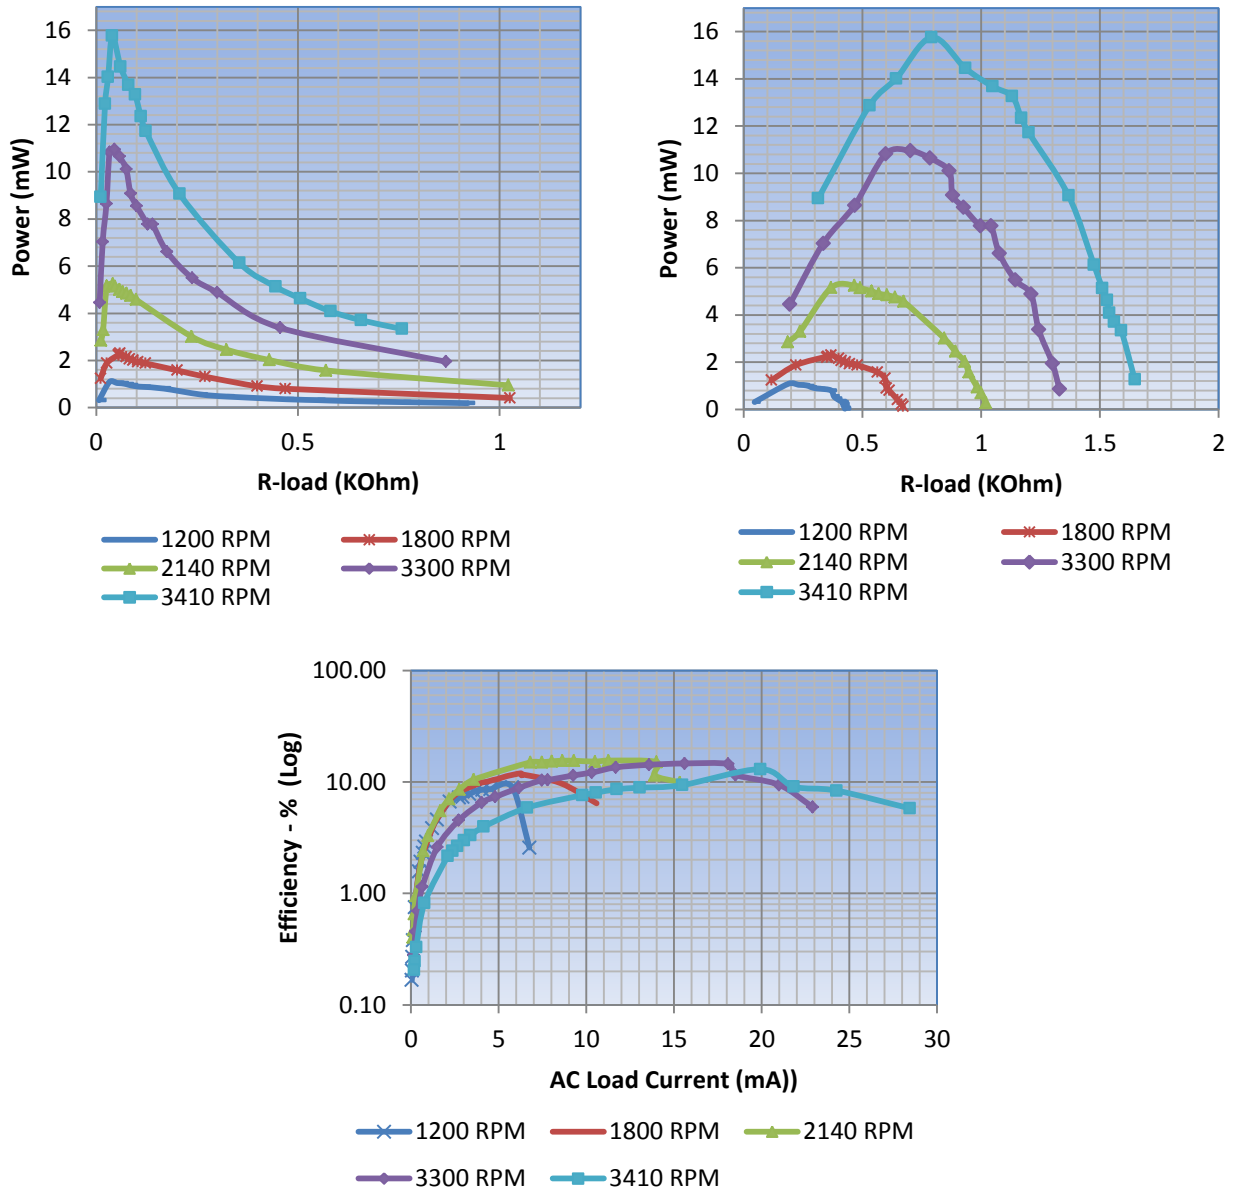 16
14
12
10
8
6
4
2
0
Power (mW)
0 0.5 1
R-load (KOhm)
1200 RPM 1800 RPM
2140 RPM 3300 RPM
3410 RPM
16
14
12
10
8
6
4
2
0
Power (mW)
0 0.5 1 1.5 2
R-load (KOhm)
1200 RPM 1800 RPM
2140 RPM 3300 RPM
3410 RPM
100.00
10.00
1.00
0.10
Efficiency - % (Log)
0 5 10 15 20 25 30
AC Load Current (mA))
1200 RPM 1800 RPM 2140 RPM
3300 RPM 3410 RPM